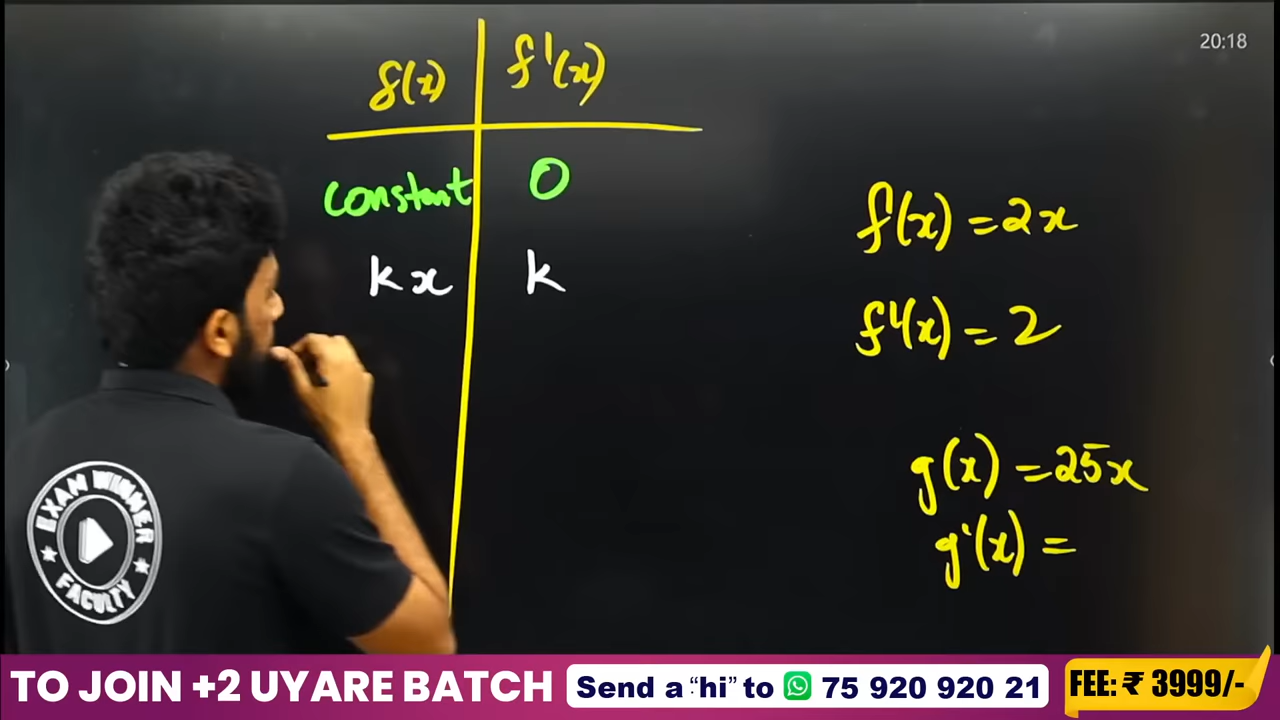 20:18
f(x) f'(x)
constant 0
kx k
f(x) = 2x
f'(x) = 2
g(x) = 25x
g'(x) =
EXAM WINNER
FACULTY
TO JOIN +2 UYARE BATCH
Send a “hi” to 75 920 920 21
FEE: ₹ 3999/-